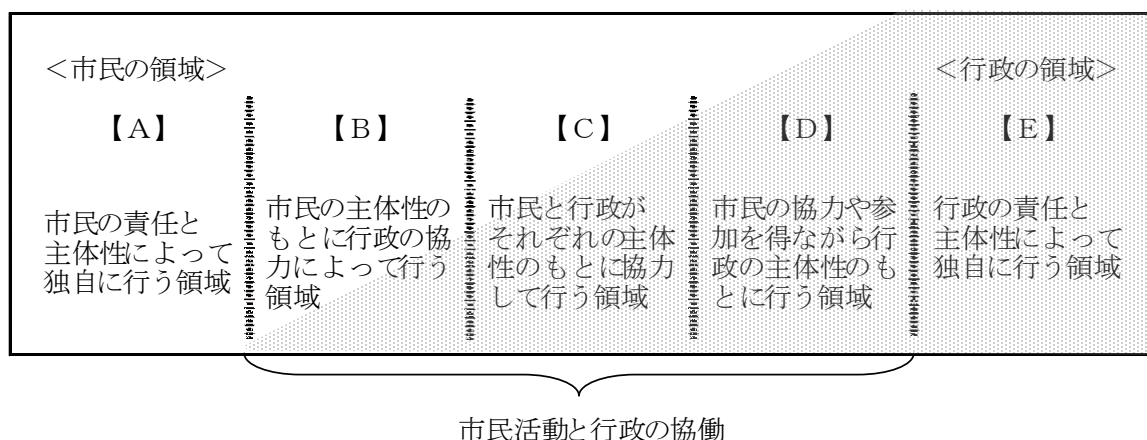 ＜市民の領域＞
＜行政の領域＞
【A】
【B】
【C】
【D】
【E】
市民の責任と
主体性によって
独自に行う領域
市民の主体性の
もとに行政の協
力によって行う
領域
市民と行政が
それぞれの主体
性のもとに協力
して行う領域
市民の協力や参
加を得ながら行
政の主体性のも
とに行う領域
行政の責任と
主体性によって
独自に行う領域
市民活動と行政の協働